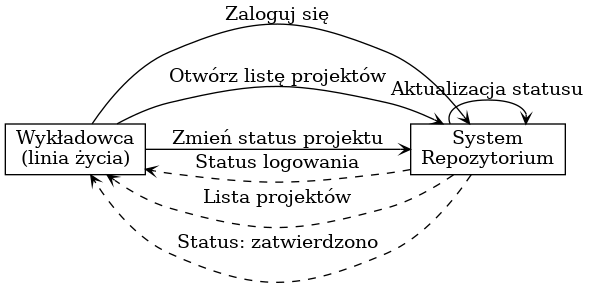 Zaloguj się
Otwórz listę projektów
Aktualizacja statusu
Wykładowca
(linia życia)
Zmień status projektu
System
Repozytorium
Status logowania
Lista projektów
Status: zatwierdzono